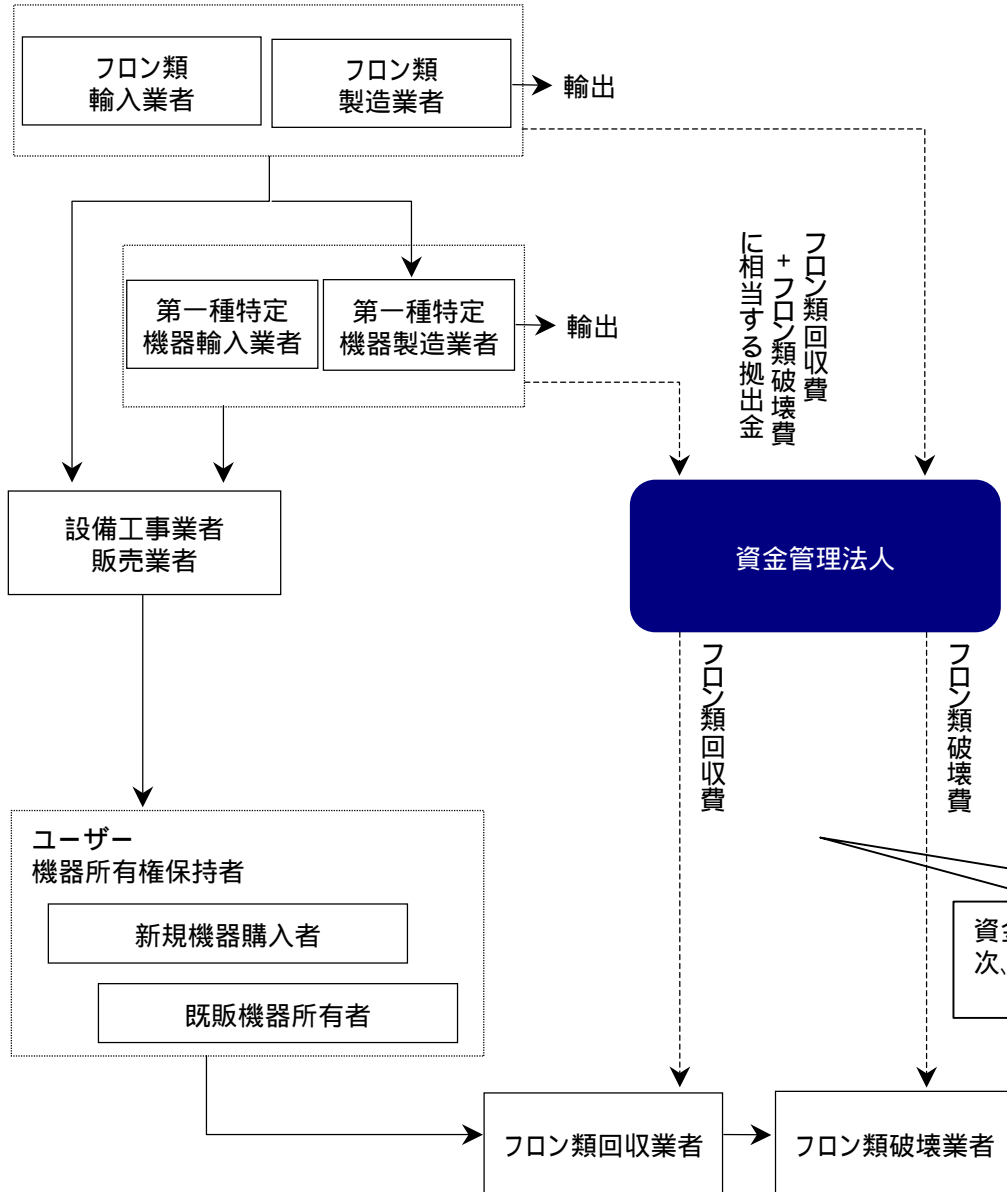 フロン類
輸入業者
フロン類
製造業者
輸出
第一種特定
機器輸入業者
第一種特定
機器製造業者
輸出
フロン類回収費
+フロン類破壊費
に相当する拠出金
設備工事業者
販売業者
資金管理法人
フロン類回収費
フロン類破壊費
ユーザー
機器所有権保持者
新規機器購入者
既販機器所有者
資金
次、
フロン類回収業者
フロン類破壊業者